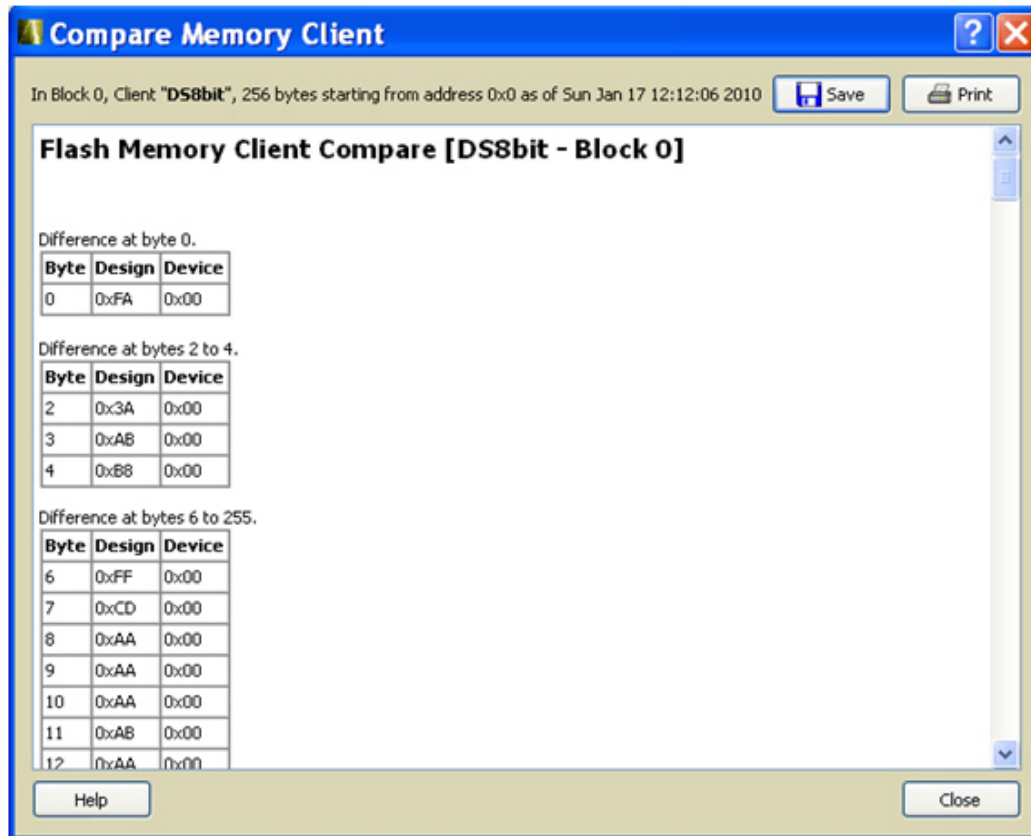 Compare Memory Client
In Block 0, Client "DS8bit", 256 bytes starting from address 0x0 as of Sun Jan 17 12:12:06 2010 Save Print
Flash Memory Client Compare [DS8bit - Block 0]
Difference at byte 0.
Byte Design Device
0 0xFA 0x00
Difference at bytes 2 to 4.
Byte Design Device
2 0x3A 0x00
3 0xAB 0x00
4 0xB8 0x00
Difference at bytes 6 to 255.
Byte Design Device
6 0xFF 0x00
7 0xCD 0x00
8 0xAA 0x00
9 0xAA 0x00
10 0xAA 0x00
11 0xAB 0x00
12 0xAA 0x00
Help Close